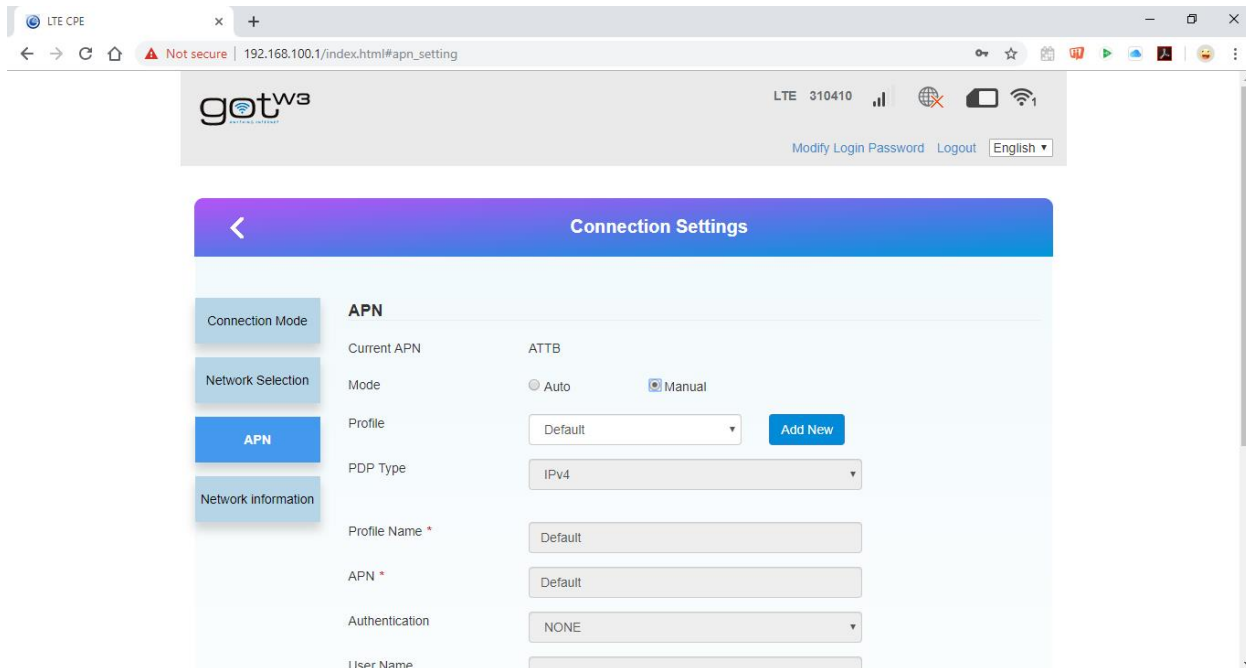 LTE CPE
Not secure | 192.168.100.1/index.html#apn_setting
gotw3
LTE 310410
1
Modify Login Password Logout English
Connection Settings
Connection Mode
Network Selection
APN
Network information
APN
Current APN ATTB
Mode Auto Manual
Profile Default Add New
PDP Type IPv4
Profile Name * Default
APN * Default
Authentication NONE
User Name